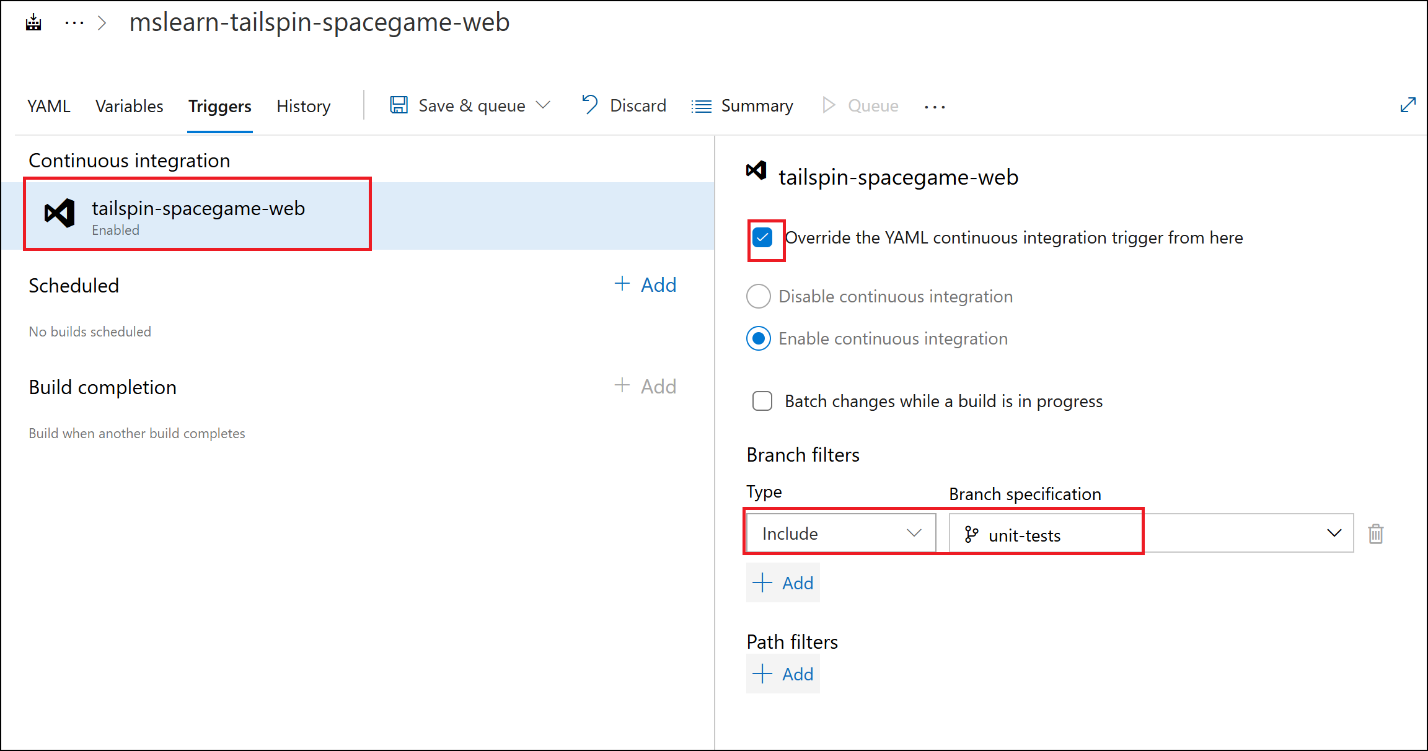 ··· > mslearn-tailspin-spacegame-web
YAML Variables Triggers History Save & queue Discard Summary Queue ···
Continuous integration
tailspin-spacegame-web
Enabled
Scheduled + Add
No builds scheduled
Build completion + Add
Build when another build completes
tailspin-spacegame-web
Override the YAML continuous integration trigger from here
Disable continuous integration
Enable continuous integration
Batch changes while a build is in progress
Branch filters
Type Branch specification
Include unit-tests
+ Add
Path filters
+ Add